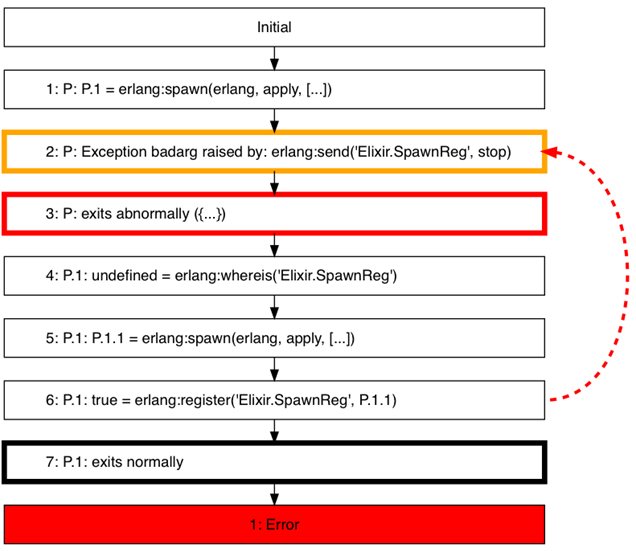 Initial
1: P: P.1 = erlang:spawn(erlang, apply, [...])
2: P: Exception badarg raised by: erlang:send('Elixir.SpawnReg', stop)
3: P: exits abnormally ({...})
4: P.1: undefined = erlang:whereis('Elixir.SpawnReg')
5: P.1: P.1.1 = erlang:spawn(erlang, apply, [...])
6: P.1: true = erlang:register('Elixir.SpawnReg', P.1.1)
7: P.1: exits normally
1: Error